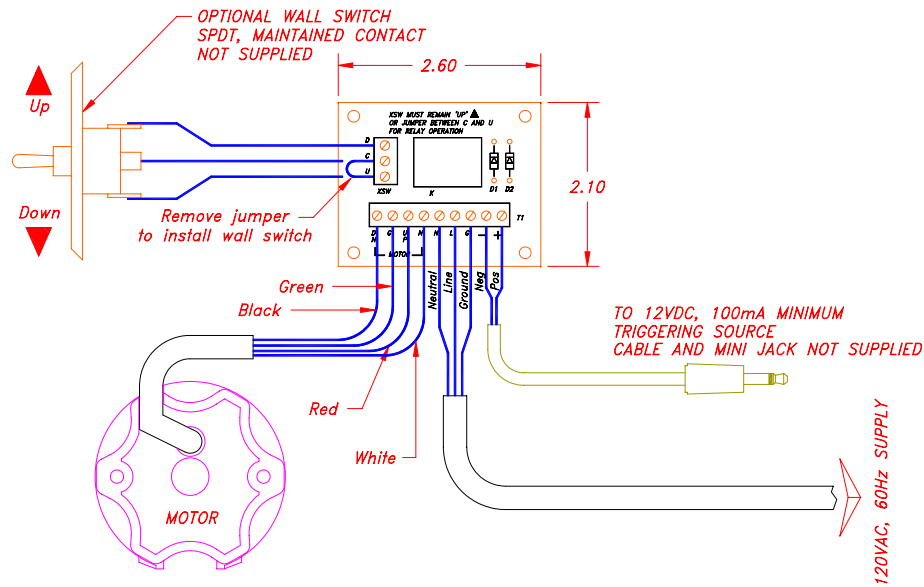 OPTIONAL WALL SWITCH
SPDT, MAINTAINED CONTACT
NOT SUPPLIED
2.60
Up
XSW MUST REMAIN "UP"
OR JUMPER BETWEEN C AND U
FOR RELAY OPERATION
D
C
U
XSW
K
D1 D2
2.10
Down
Remove jumper
to install wall switch
T1
DN G UP N N L G - +
MOTOR
Neutral
Line
Ground
Neg
Pos
Green
Black
TO 12VDC, 100mA MINIMUM
TRIGGERING SOURCE
CABLE AND MINI JACK NOT SUPPLIED
Red
White
MOTOR
120VAC, 60Hz SUPPLY